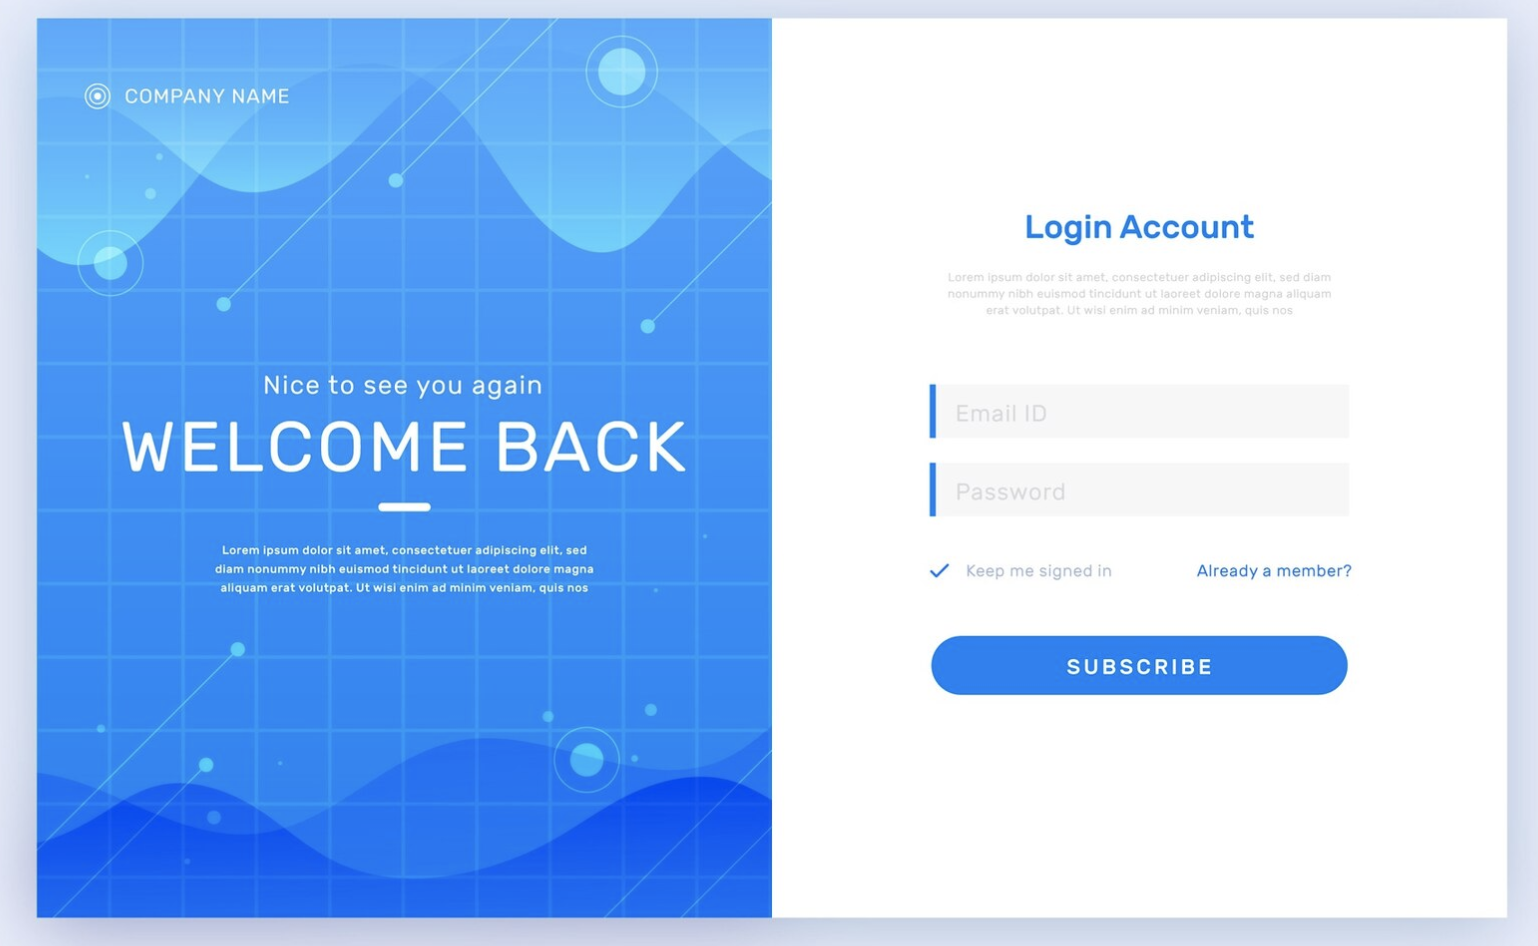 COMPANY NAME
Nice to see you again
WELCOME BACK
Lorem ipsum dolor sit amet, consectetuer adipiscing elit, sed
diam nonummy nibh euismod tincidunt ut laoreet dolore magna
aliquam erat volutpat. Ut wisi enim ad minim veniam, quis nos
Login Account
Lorem ipsum dolor sit amet, consectetuer adipiscing elit, sed diam
nonummy nibh euismod tincidunt ut laoreet dolore magna aliquam
erat volutpat. Ut wisi enim ad minim veniam, quis nos
Email ID
Password
Keep me signed in
Already a member?
SUBSCRIBE